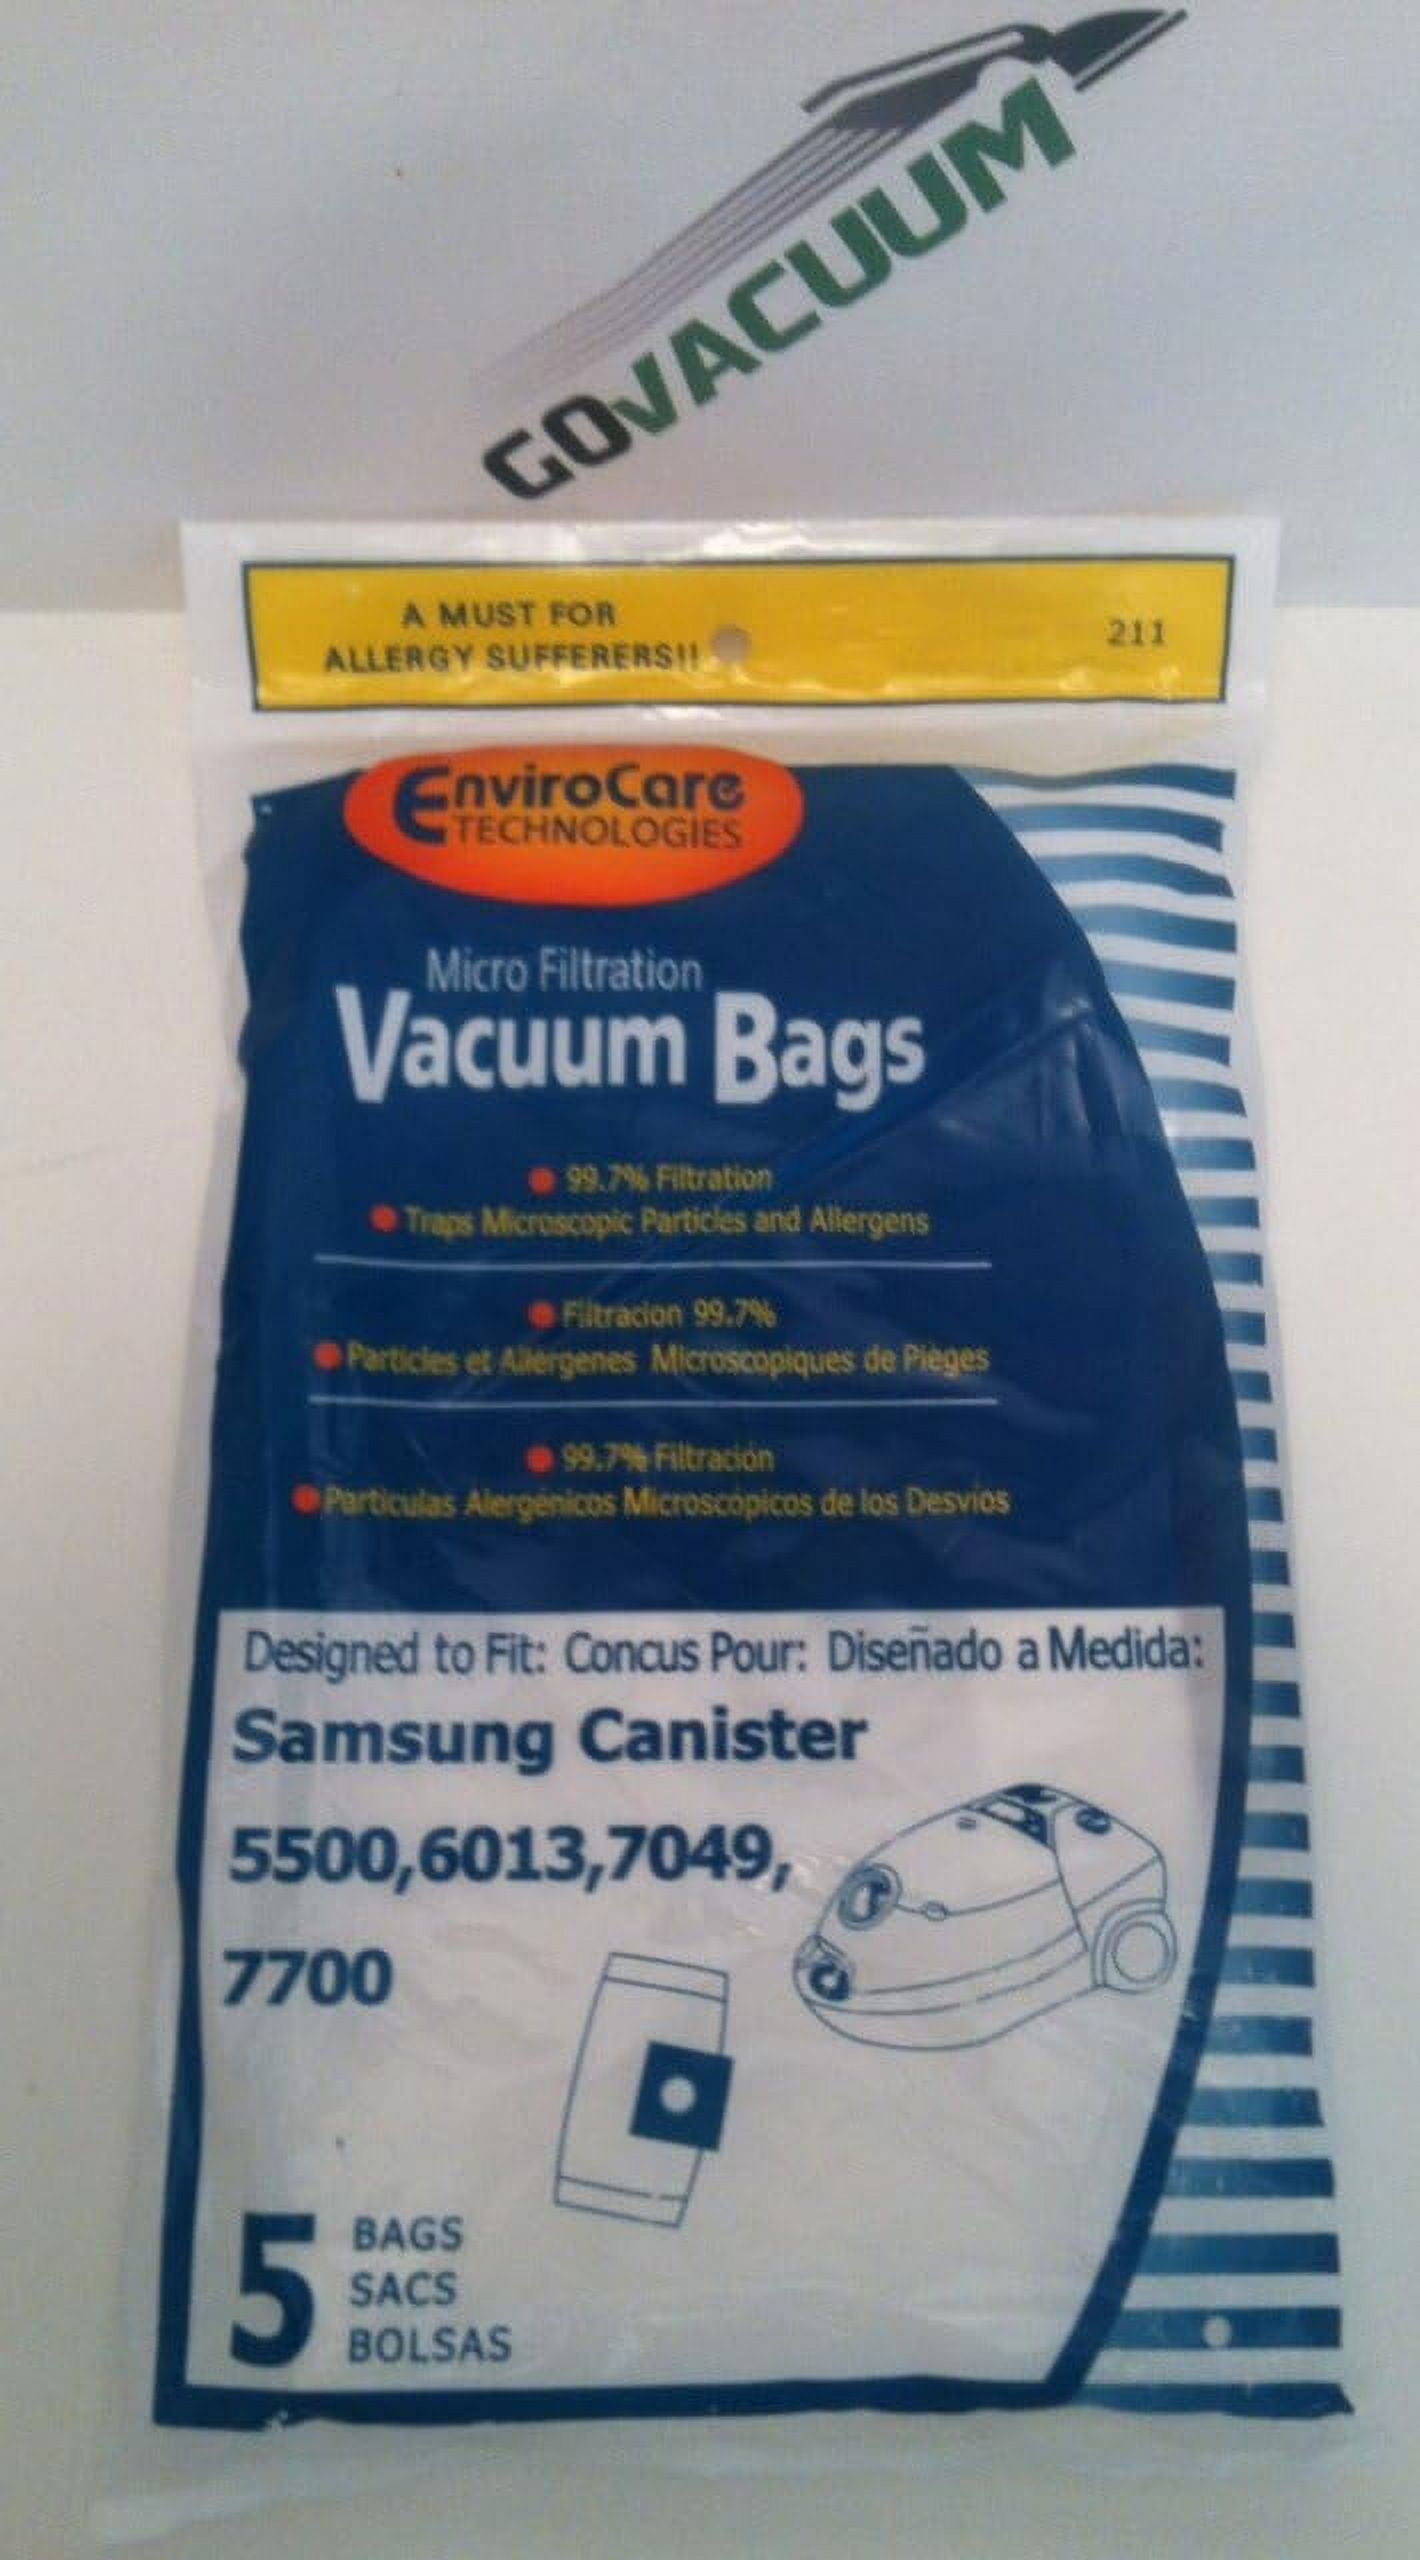 GOVACUUM
A MUST FOR
ALLERGY SUFFERERS!!
211
EnviroCare
TECHNOLOGIES
Micro Filtration
Vacuum Bags
99.7% Filtration
Traps Microscopic Particles and Allergens
Filtracion 99.7%
Particles et Allergenes Microscopiques de Pièges
99.7% Filtración
Particulas Alergénicos Microscópicos de los Desvíos
Designed to Fit: Concus Pour: Diseñado a Medida:
Samsung Canister
5500,6013,7049,
7700
5 BAGS
SACS
BOLSAS